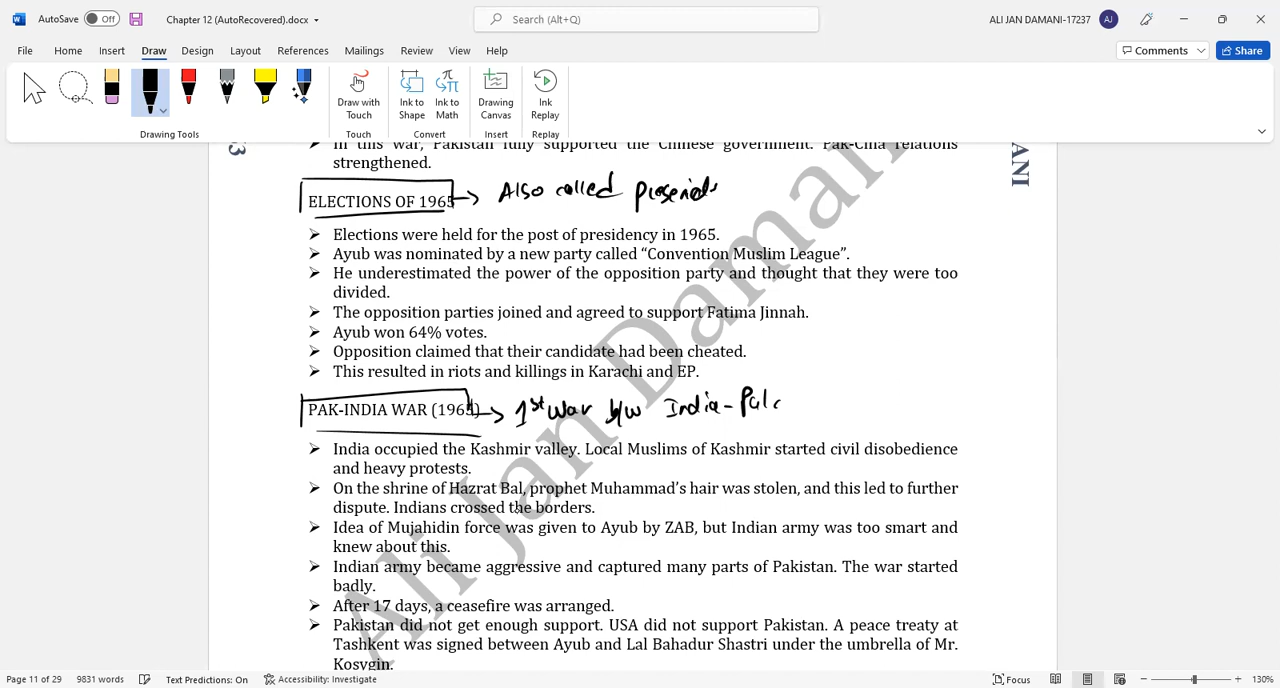 AutoSave Off Chapter 12 (AutoRecovered).docx Search (Alt+Q) ALI JAN DAMANI-17237 AJ
File Home Insert Draw Design Layout References Mailings Review View Help Comments Share
Draw with Touch Ink to Shape Ink to Math Drawing Canvas Ink Replay
Drawing Tools Touch Convert Insert Replay
In this war, Pakistan fully supported the Chinese government. Pak-Cina relations
strengthened.
ANI
3
ELECTIONS OF 1965 → Also called
➤ Elections were held for the post of presidency in 1965.
➤ Ayub was nominated by a new party called “Convention Muslim League”.
➤ He underestimated the power of the opposition party and thought that they were too
divided.
➤ The opposition parties joined and agreed to support Fatima Jinnah.
➤ Ayub won 64% votes.
➤ Opposition claimed that their candidate had been cheated.
➤ This resulted in riots and killings in Karachi and EP.
PAK-INDIA WAR (1965) → 1st War b/w India-Pak
➤ India occupied the Kashmir valley. Local Muslims of Kashmir started civil disobedience
and heavy protests.
➤ On the shrine of Hazrat Bal, prophet Muhammad’s hair was stolen, and this led to further
dispute. Indians crossed the borders.
➤ Idea of Mujahidin force was given to Ayub by ZAB, but Indian army was too smart and
knew about this.
➤ Indian army became aggressive and captured many parts of Pakistan. The war started
badly.
➤ After 17 days, a ceasefire was arranged.
➤ Pakistan did not get enough support. USA did not support Pakistan. A peace treaty at
Tashkent was signed between Ayub and Lal Bahadur Shastri under the umbrella of Mr.
Kosygin.
Ali Jan Damani
Page 11 of 29 9831 words Text Predictions: On Accessibility: Investigate Focus 130%